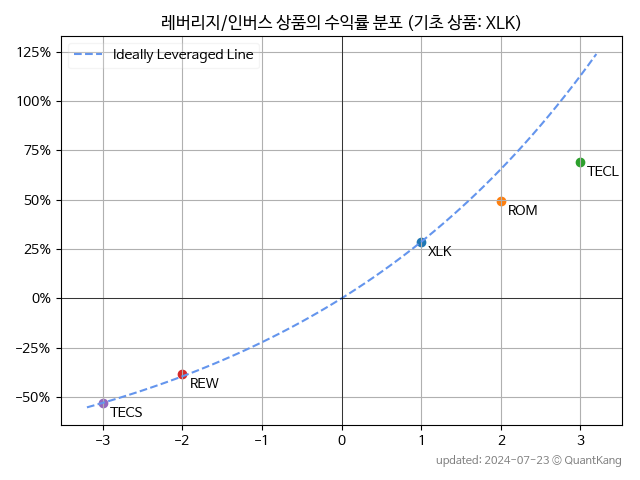 레버리지/인버스 상품의 수익률 분포 (기초 상품: XLK)
125%
Ideally Leveraged Line
100%
75%
TECL
50%
ROM
25%
XLK
0%
−25%
REW
−50%
TECS
−3 −2 −1 0 1 2 3
updated: 2024-07-23 © QuantKang